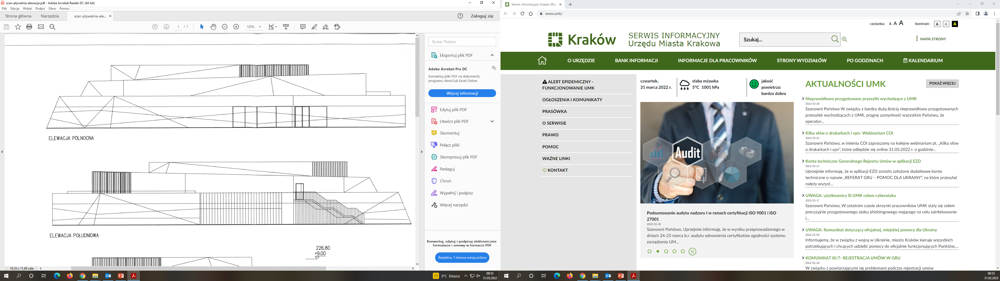 scan-pływalnia-elewacje.pdf - Adobe Acrobat Reader DC (64-bit)
Plik Edycja Widok Podpis Okno Pomoc
Strona główna Narzędzia scan-pływalnia-ele... × Zaloguj się
1 / 1 125%
ELEWACJA PÓŁNOCNA
ELEWACJA POŁUDNIOWA
226.80
+9.00
16,53 x 11,69 cale
Szukaj 'Podpisz'
Eksportuj plik PDF
Adobe Acrobat Pro DC
Konwertuj pliki PDF na dokumenty
programu Word lub Excel Online
Więcej informacji
Edytuj plik PDF
Utwórz plik PDF
Skomentuj
Połącz pliki
Skompresuj plik PDF
Redaguj
Chroń
Wypełnij i podpisz
Więcej narzędzi
Konwertuj, edytuj i podpisuj elektronicznie
formularze i umowy w formacie PDF
Bezpłatna, 7-dniowa wersja próbna
3°C Deszcz
08:53
31.03.2022
Serwis informacyjny Urzędu Mias
www.umk/
czcionka: A A A kontrast: A A A
Kraków
SERWIS INFORMACYJNY
Urzędu Miasta Krakowa
Szukaj...
MAPA STRONY
O URZĘDZIE BANK INFORMACJI INFORMACJE DLA PRACOWNIKÓW STRONY WYDZIAŁÓW PO GODZINACH KALENDARIUM
ALERT EPIDEMICZNY -
FUNKCJONOWANIE UMK
OGŁOSZENIA I KOMUNIKATY
PRASÓWKA
O SERWISIE
PRAWO
POMOC
WAŻNE LINKI
KONTAKT
czwartek,
31 marca 2022 r.
słaba mżawka
5°C 1001 hPa
jakość
powietrza:
bardzo dobra
Audit
Podsumowanie audytu nadzoru I w ramach certyfikacji ISO 9001 i ISO
27001
2022-03-30
Szanowni Państwo, Uprzejmie informuję, że w wyniku przeprowadzonego w
dniach 24-25 marca b.r. audytu odnowienia certyfikatów zgodności systemu
zarządzania UM...
AKTUALNOŚCI UMK
POKAŻ WIĘCEJ
Nieprawidłowo przygotowane przesyłki wychodzące z UMK
2022-03-28
Szanowni Państwo W związku z bardzo dużą ilością nieprawidłowo przygotowanych
przesyłek wychodzących z UMK, pragnę uzmysłowić wszystkim Państwu, że
operator...
Kilka słów o drukarkach i vpn- Webinarium COI
2022-03-25
Szanowni Państwo, w imieniu COI zapraszamy na kolejne webinarium pt. „Kilka słów
o drukarkach i vpn”, które odbędzie się online 31.03.2022 r. o godzinie...
Konta techniczne Generalnego Rejestru Umów w aplikacji EZD
2022-03-21
Uprzejmie informuję, że w aplikacji EZD zostało założone dodatkowe konto
techniczne o nazwie „REFERAT GRU – POMOC DLA UKRAINY”, na które przesyłać
należy wszyst...
UWAGA: użytkownicy SI UMK celem cyberataku
2022-03-17
Szanowni Państwo, W ostatnim czasie skrzynki pracowników UMK stały się celem
precyzyjnie przygotowanego ataku phishingowego mającego na celu zainfekowanie
i...
UWAGA: Komunikat dotyczący oficjalnej, miejskiej pomocy dla Ukrainy
2022-03-04
Informujemy, że w związku z wojną w Ukrainie, miasto Kraków kieruje wszystkich
potrzebujących i chcących udzielić pomocy do oficjalnie funkcjonujących Punktów,...
KOMUNIKAT III/7- REJESTRACJA UMÓW W GRU
2022-02-28
W związku z powtarzającymi się problemami podczas rejestracji umów
08:53
31.03.2022